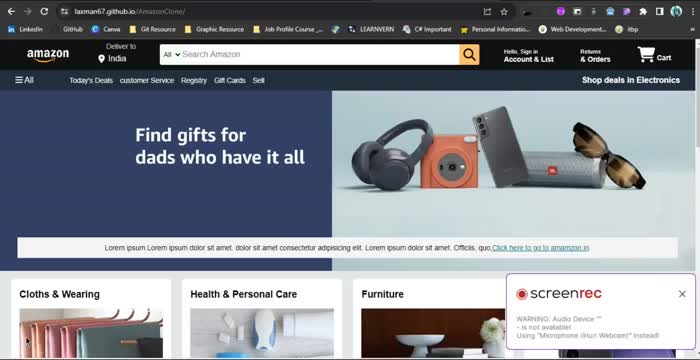 laxman67.github.io/AmazonClone/
LinkedIn
GitHub
Canva
Git Resource
Graphic Resource
Job Profile Course _...
LEARNVERN
C# Important
Personal Informatio...
Web Development...
itbp
amazon
Deliver to
India
All
Search Amazon
Hello, Sign in
Account & List
Returns
& Orders
Cart
All
Today's Deals
customer Service
Registry
Gift Cards
Sell
Shop deals in Electronics
Find gifts for
dads who have it all
JBL
Lorem ipsum Lorem ipsum dolor sit amet. dolor sit amet consectetur adipisicing elit. Lorem ipsum dolor sit amet. Officiis, quo.Click here to go to amamzon.in
Cloths & Wearing
Health & Personal Care
Furniture
screenrec
WARNING: Audio Device ""
- is not available!
Using "Microphone (Iriun Webcam)" instead!